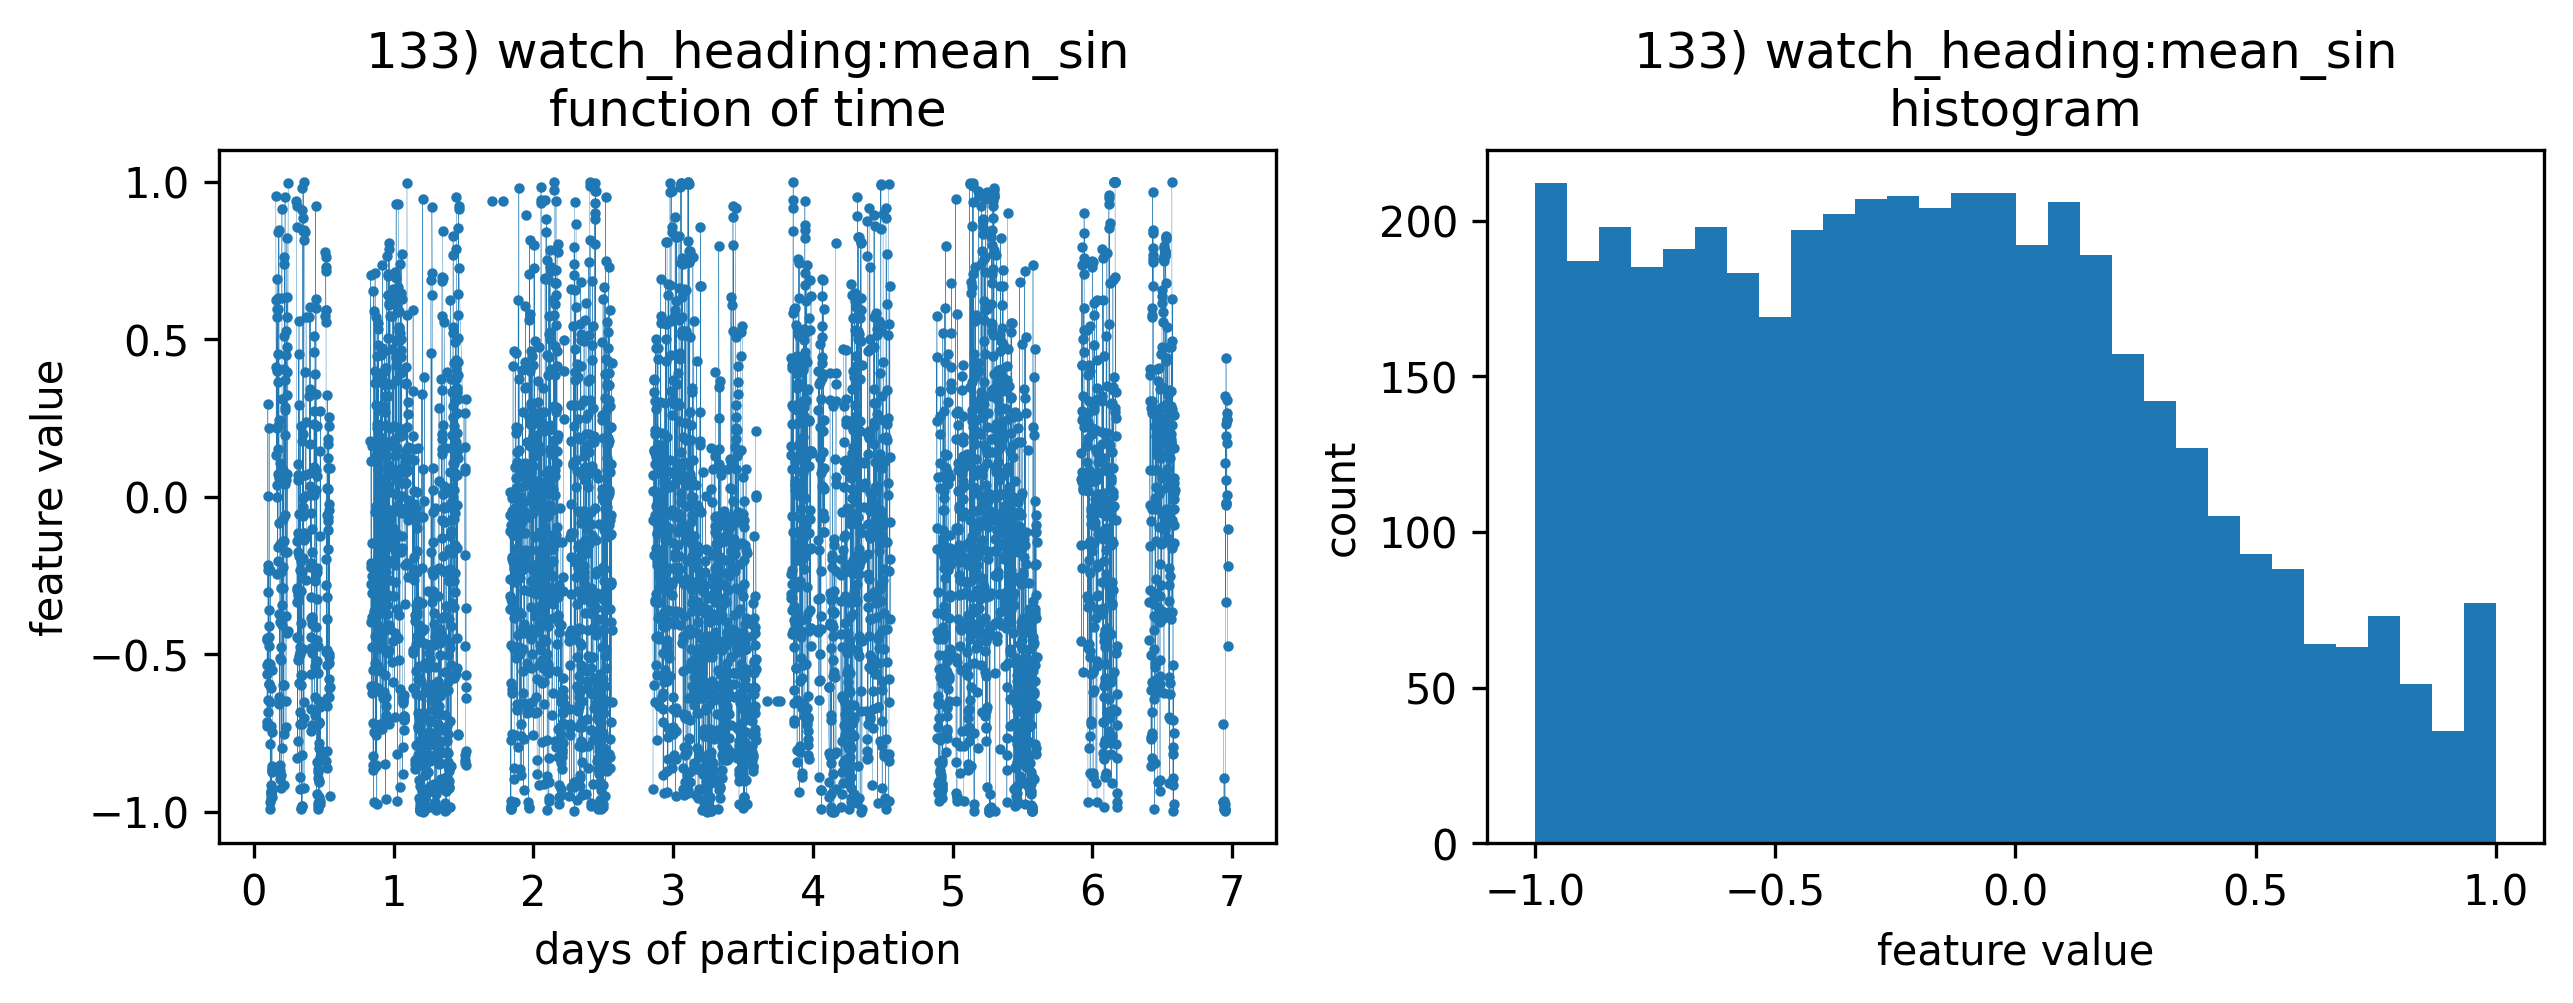 133) watch_heading:mean_sin
function of time
1.0
0.5
0.0
−0.5
−1.0
feature value
0 1 2 3 4 5 6 7
days of participation
133) watch_heading:mean_sin
histogram
200
150
100
50
0
count
−1.0 −0.5 0.0 0.5 1.0
feature value